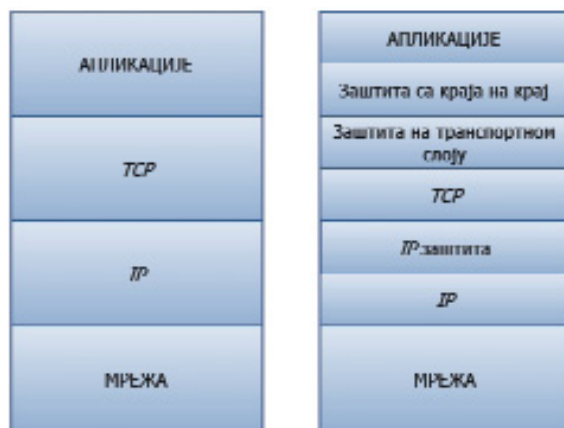 АПЛИКАЦИЈЕ
TCP
IP
МРЕЖА
АПЛИКАЦИЈЕ
Заштита са краја на крај
Заштита на транспортном
слоју
TCP
IP заштита
IP
МРЕЖА